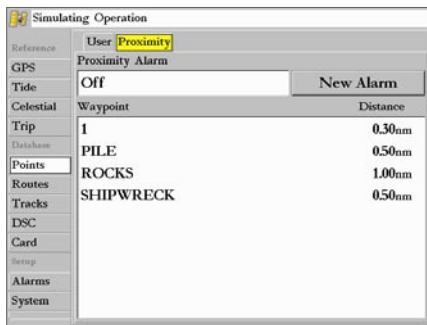 Simulating Operation
Reference
GPS
Tide
Celestial
Trip
Database
Points
Routes
Tracks
DSC
Card
Setup
Alarms
System
User Proximity
Proximity Alarm
Off New Alarm
Waypoint Distance
1 0.30nm
PILE 0.50nm
ROCKS 1.00nm
SHIPWRECK 0.50nm